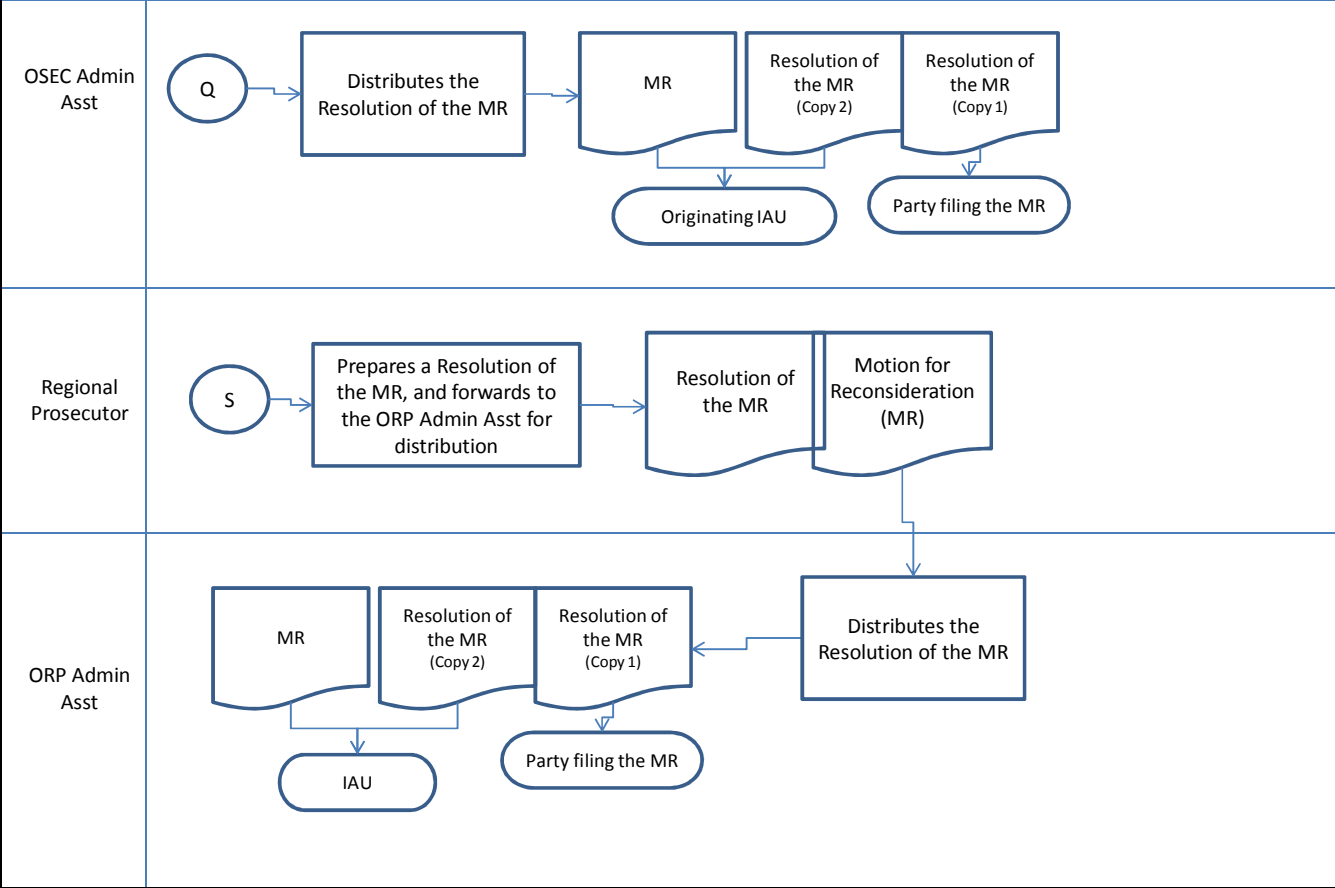 OSEC Admin
Asst
Q
Distributes the
Resolution of the MR
MR
Resolution of
the MR
(Copy 2)
Resolution of
the MR
(Copy 1)
Originating IAU
Party filing the MR
Regional
Prosecutor
S
Prepares a Resolution of
the MR, and forwards to
the ORP Admin Asst for
distribution
Resolution of
the MR
Motion for
Reconsideration
(MR)
ORP Admin
Asst
MR
Resolution of
the MR
(Copy 2)
Resolution of
the MR
(Copy 1)
Distributes the
Resolution of the MR
IAU
Party filing the MR